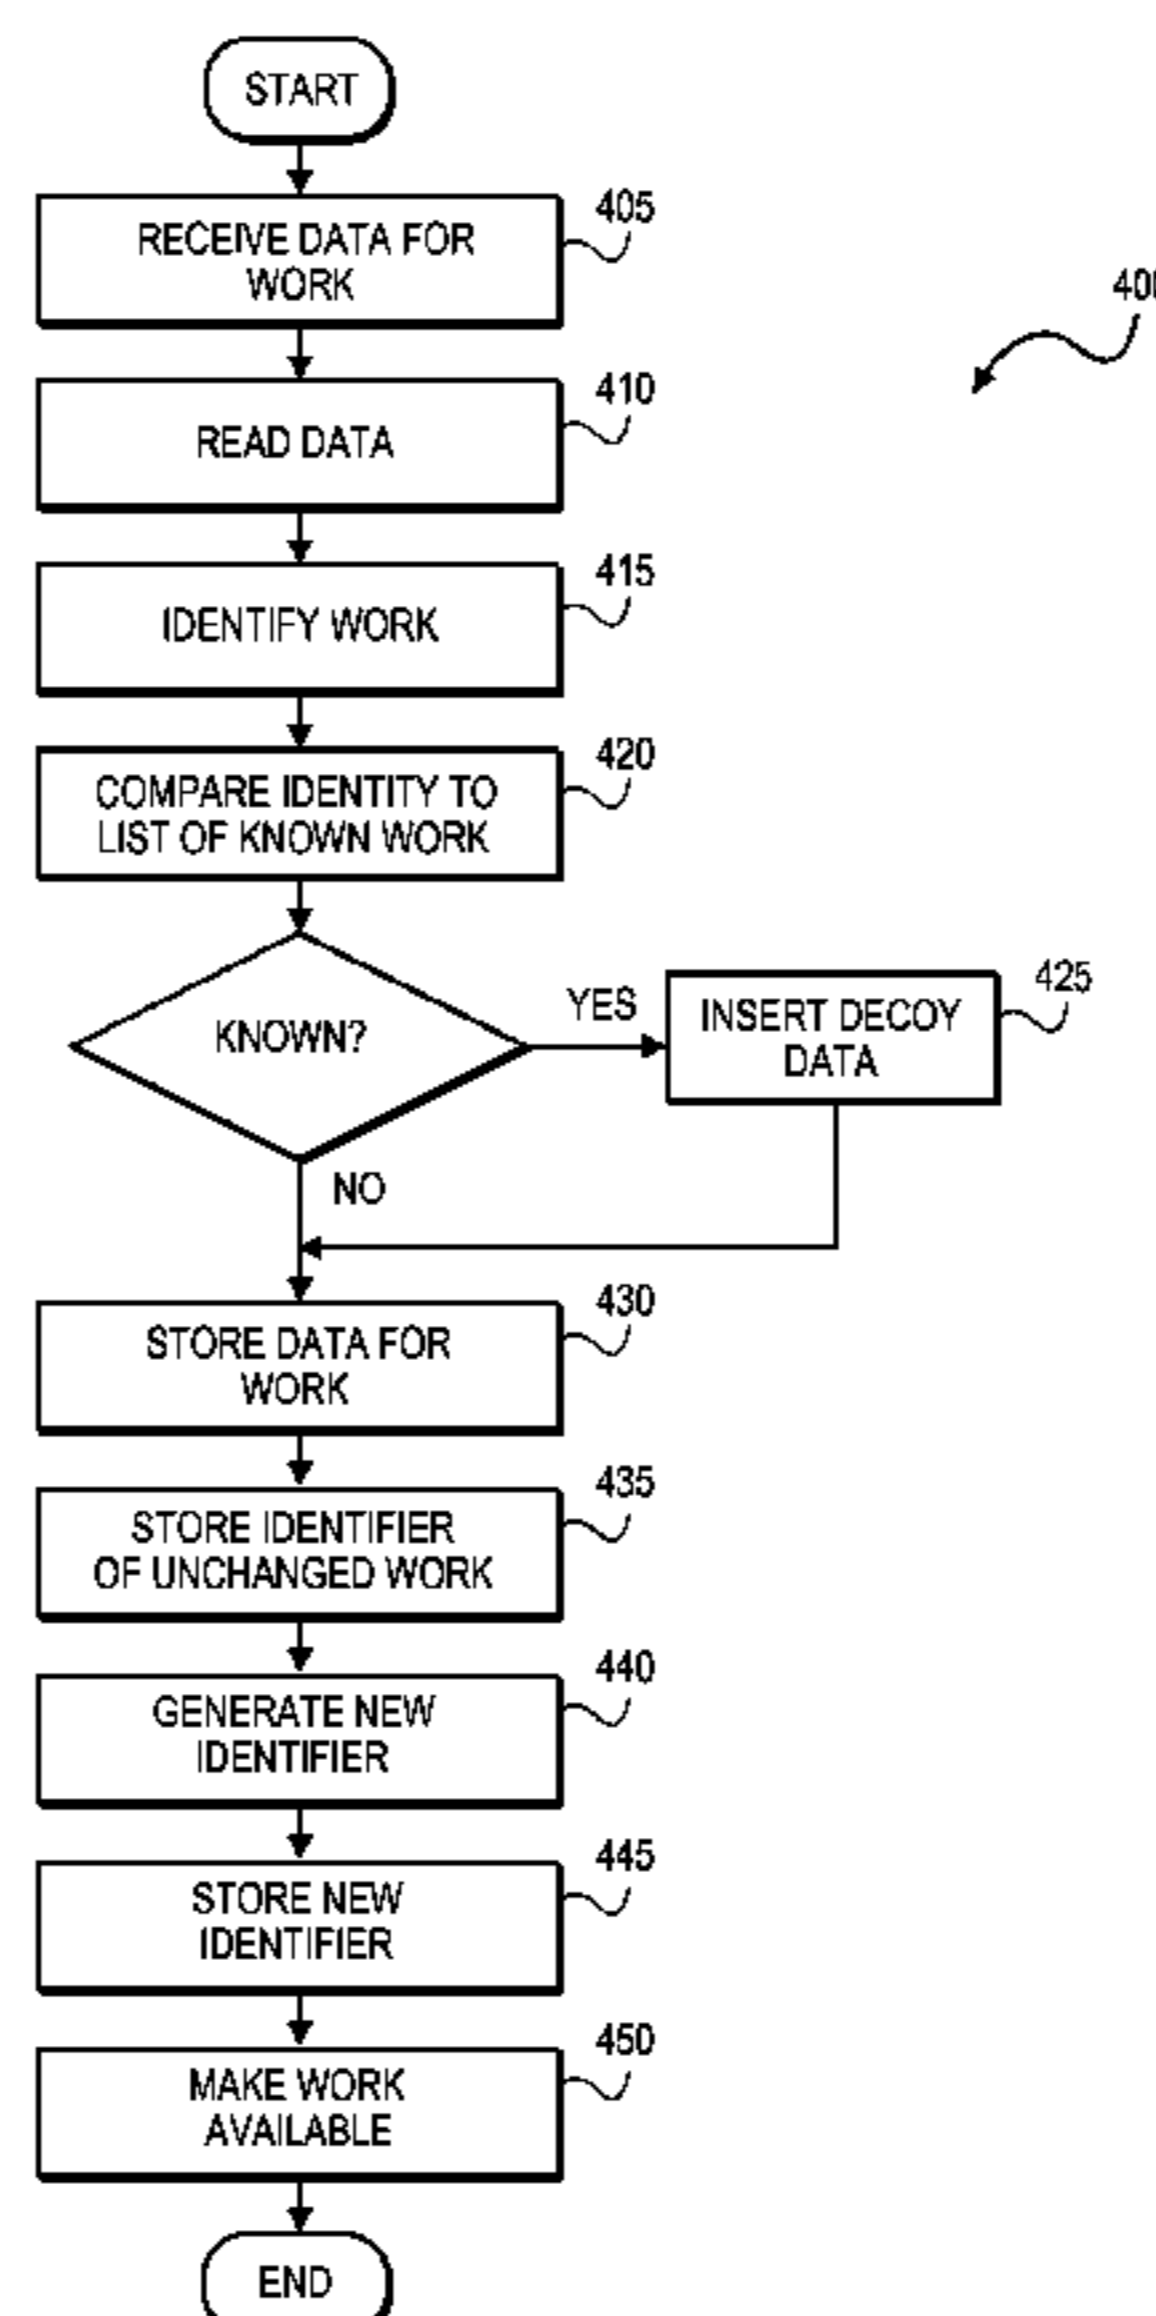 START
RECEIVE DATA FOR
WORK
405
400
READ DATA
410
IDENTIFY WORK
415
COMPARE IDENTITY TO
LIST OF KNOWN WORK
420
KNOWN?
YES
INSERT DECOY
DATA
425
NO
STORE DATA FOR
WORK
430
STORE IDENTIFIER
OF UNCHANGED WORK
435
GENERATE NEW
IDENTIFIER
440
STORE NEW
IDENTIFIER
445
MAKE WORK
AVAILABLE
450
END